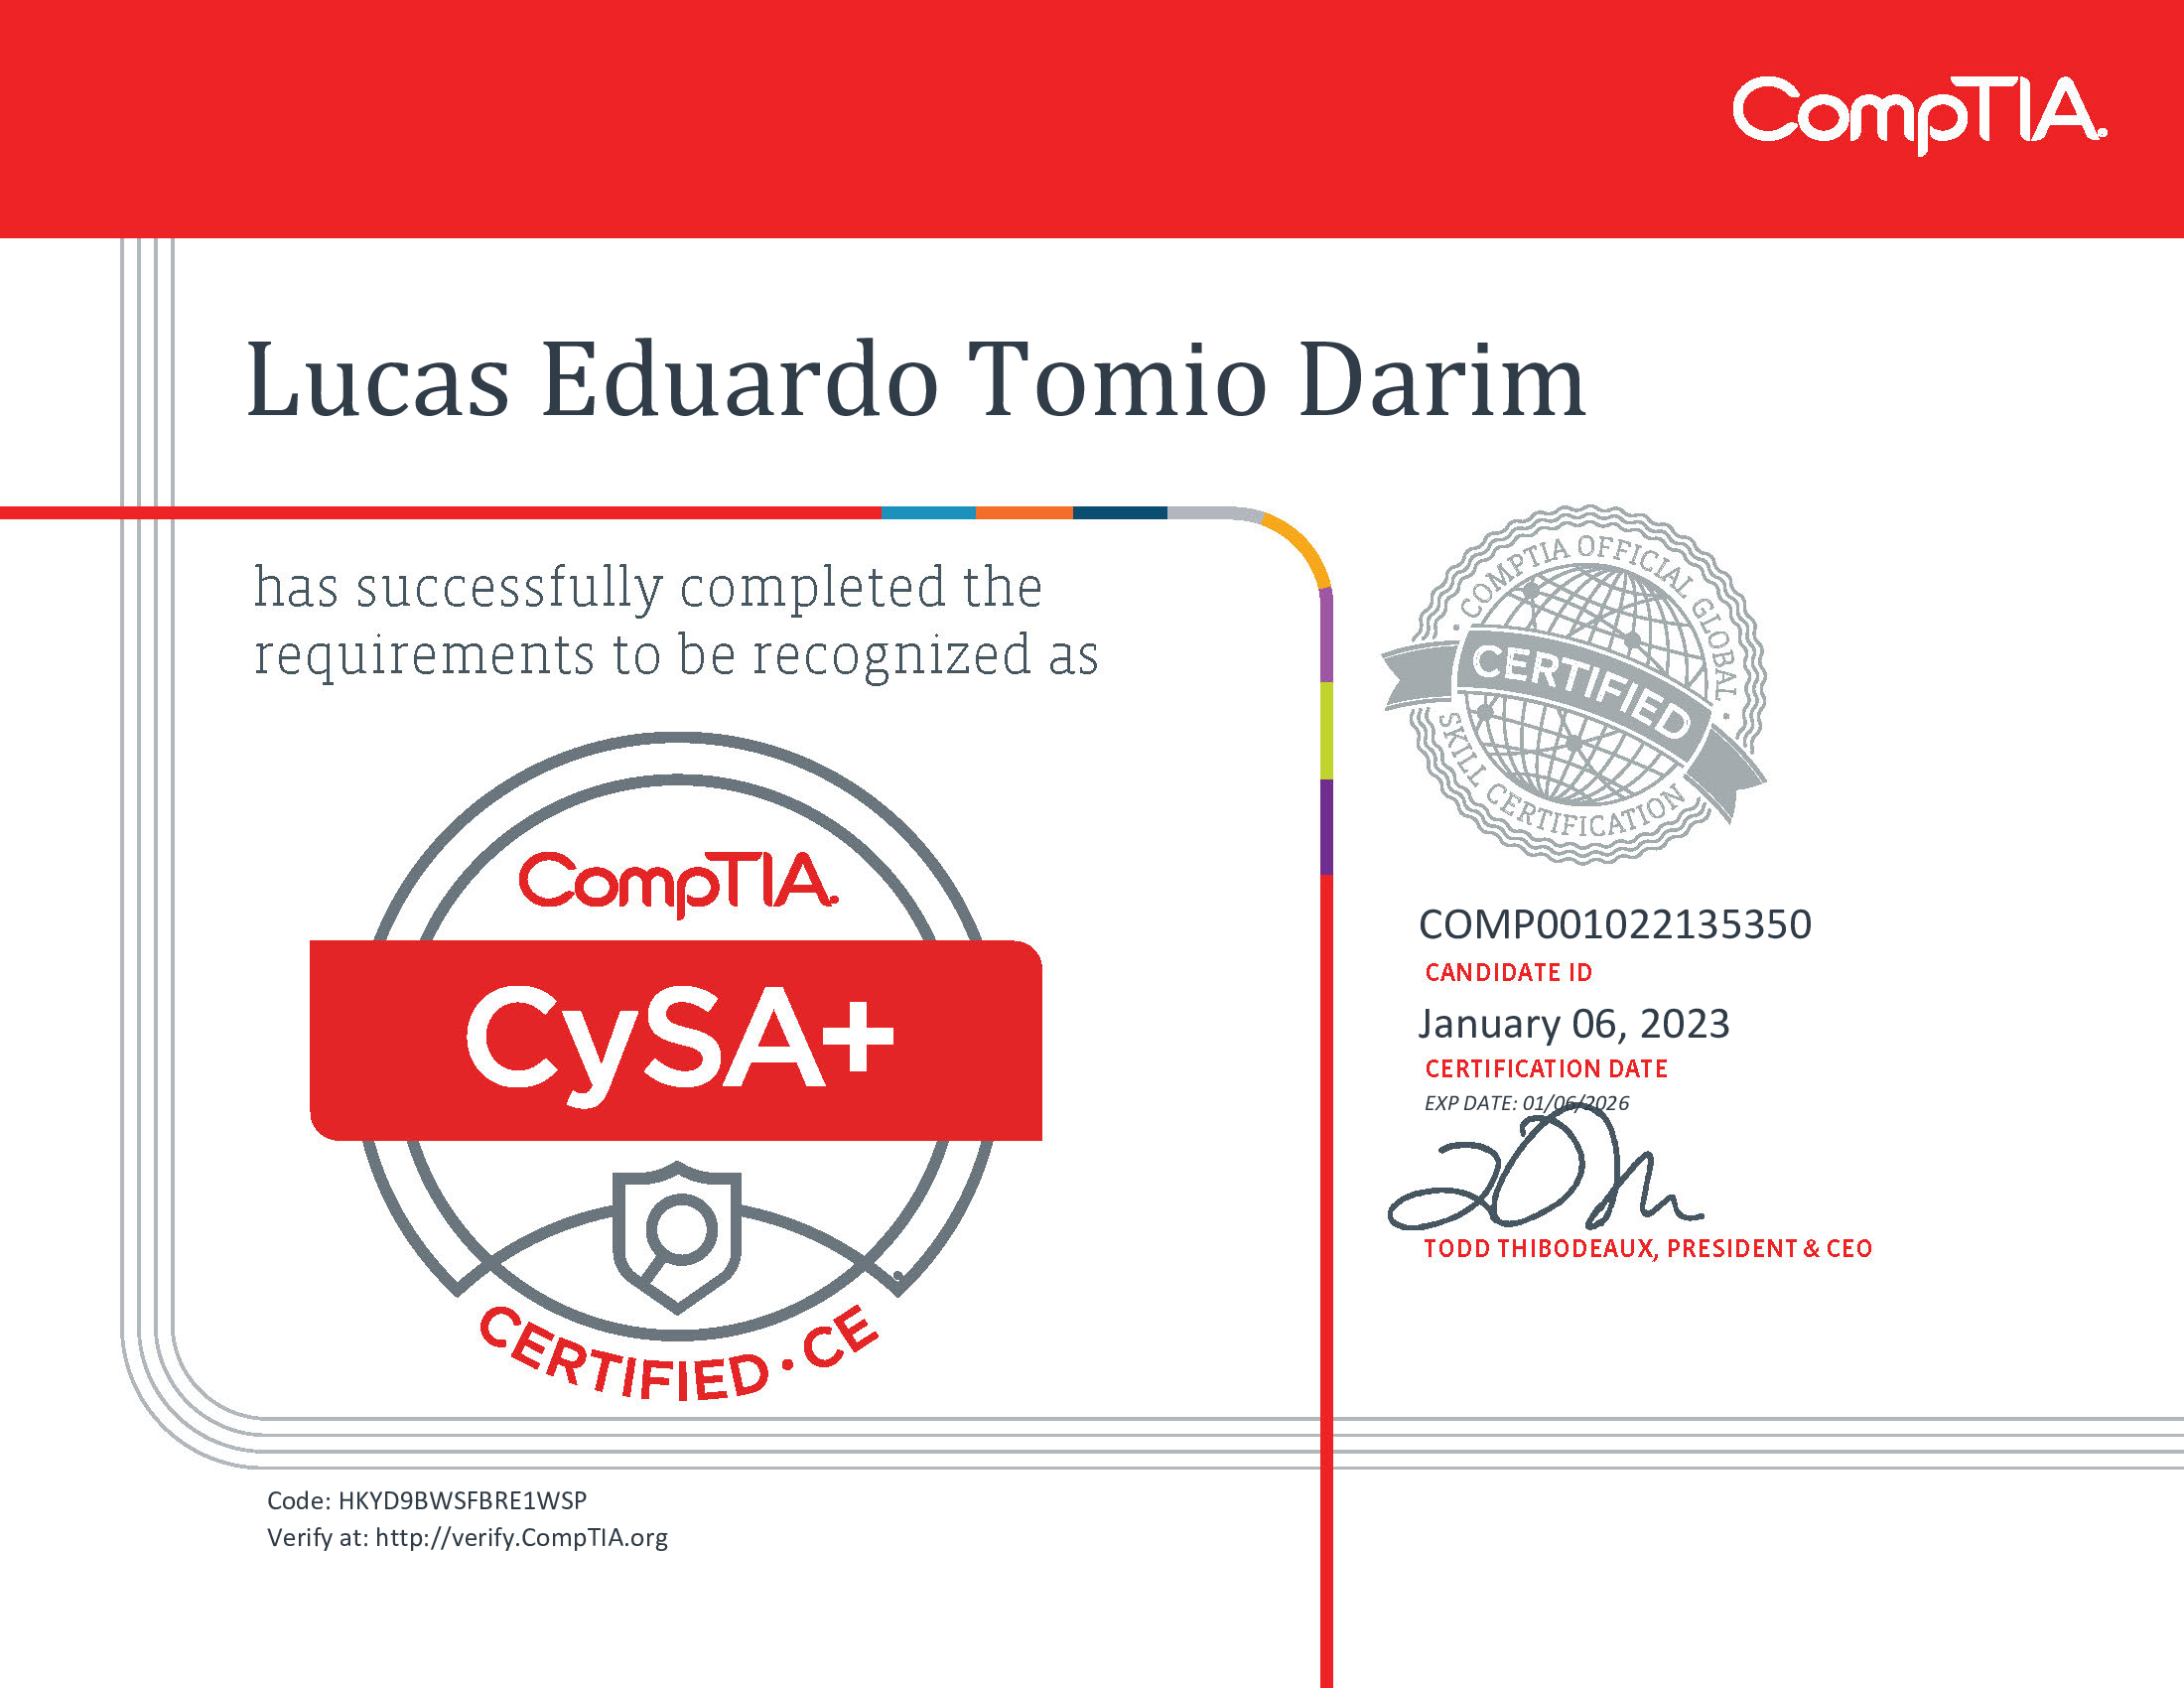 CompTIA.
Lucas Eduardo Tomio Darim
has successfully completed the
requirements to be recognized as
CompTIA.
CySA+
CERTIFIED • CE
• COMPTIA OFFICIAL GLOBAL •
CERTIFIED
SKILL CERTIFICATION
COMP001022135350
CANDIDATE ID
January 06, 2023
CERTIFICATION DATE
EXP DATE: 01/06/2026
TODD THIBODEAUX, PRESIDENT & CEO
Code: HKYD9BWSFBRE1WSP
Verify at: http://verify.CompTIA.org